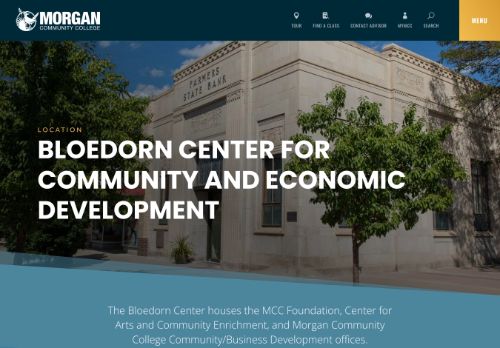 MORGAN
COMMUNITY COLLEGE
TOUR
FIND A CLASS
CONTACT ADVISOR
MYMCC
SEARCH
MENU
FARMERS
STATE BANK
LOCATION
BLOEDORN CENTER FOR
COMMUNITY AND ECONOMIC
DEVELOPMENT
The Bloedorn Center houses the MCC Foundation, Center for
Arts and Community Enrichment, and Morgan Community
College Community/Business Development offices.